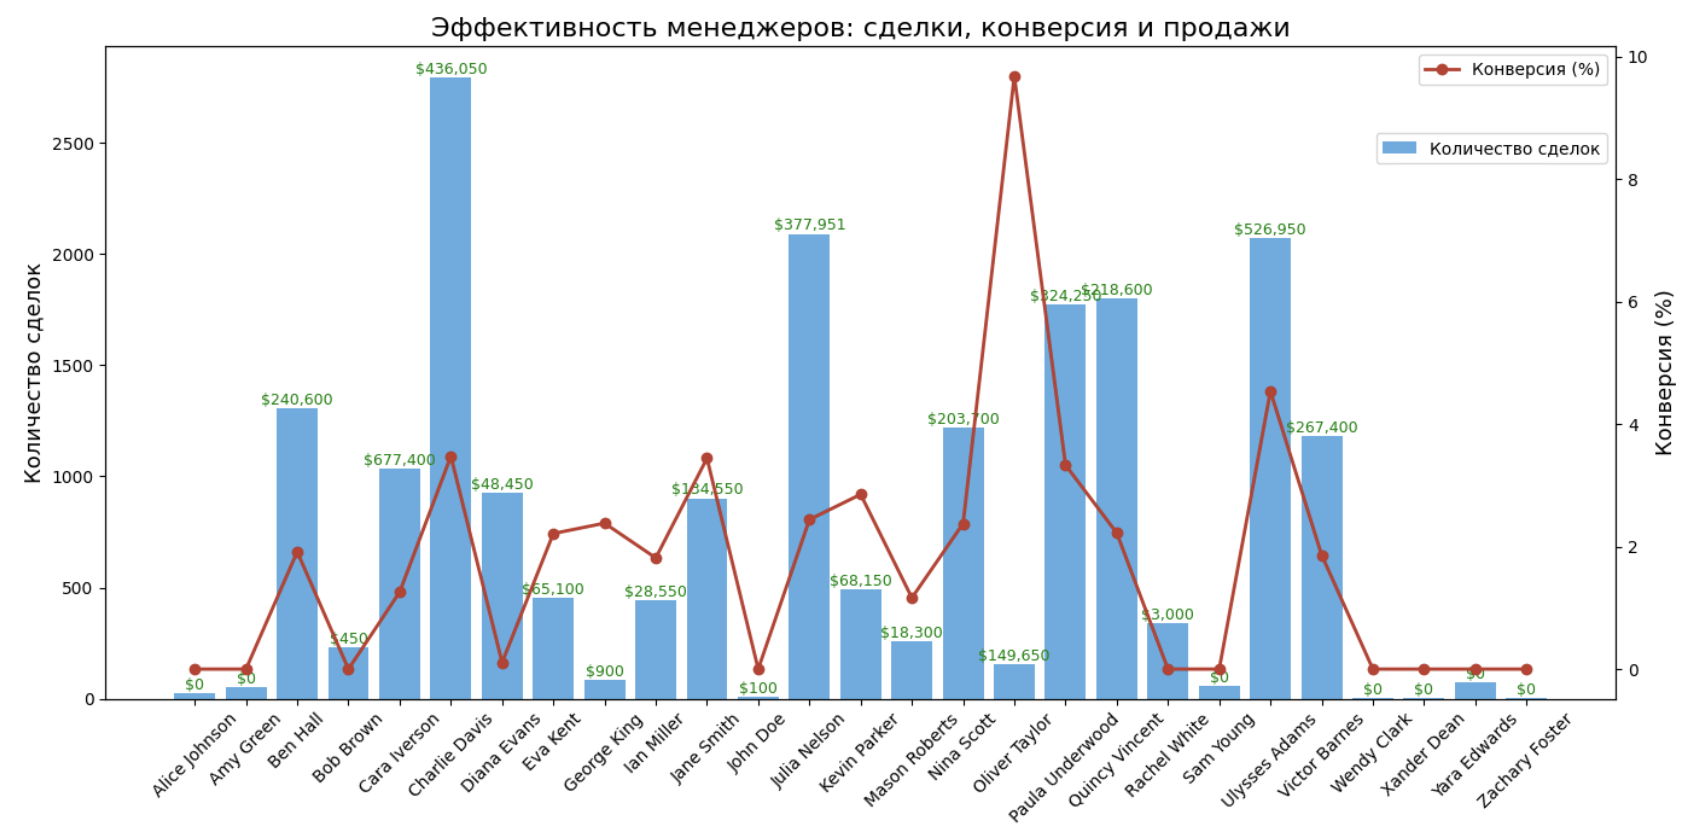 Эффективность менеджеров: сделки, конверсия и продажи
Конверсия (%)
Количество сделок
Количество сделок
2500
2000
1500
1000
500
0
$0
$0
$240,600
$450
$677,400
$436,050
$48,450
$65,100
$900
$28,550
$134,550
$100
$377,951
$68,150
$18,300
$203,700
$149,650
$324,250
$218,600
$3,000
$0
$526,950
$267,400
$0
$0
$0
$0
10
8
6
4
2
0
Конверсия (%)
Alice Johnson
Amy Green
Ben Hall
Bob Brown
Cara Iverson
Charlie Davis
Diana Evans
Eva Kent
George King
Ian Miller
Jane Smith
John Doe
Julia Nelson
Kevin Parker
Mason Roberts
Nina Scott
Oliver Taylor
Paula Underwood
Quincy Vincent
Rachel White
Sam Young
Ulysses Adams
Victor Barnes
Wendy Clark
Xander Dean
Yara Edwards
Zachary Foster